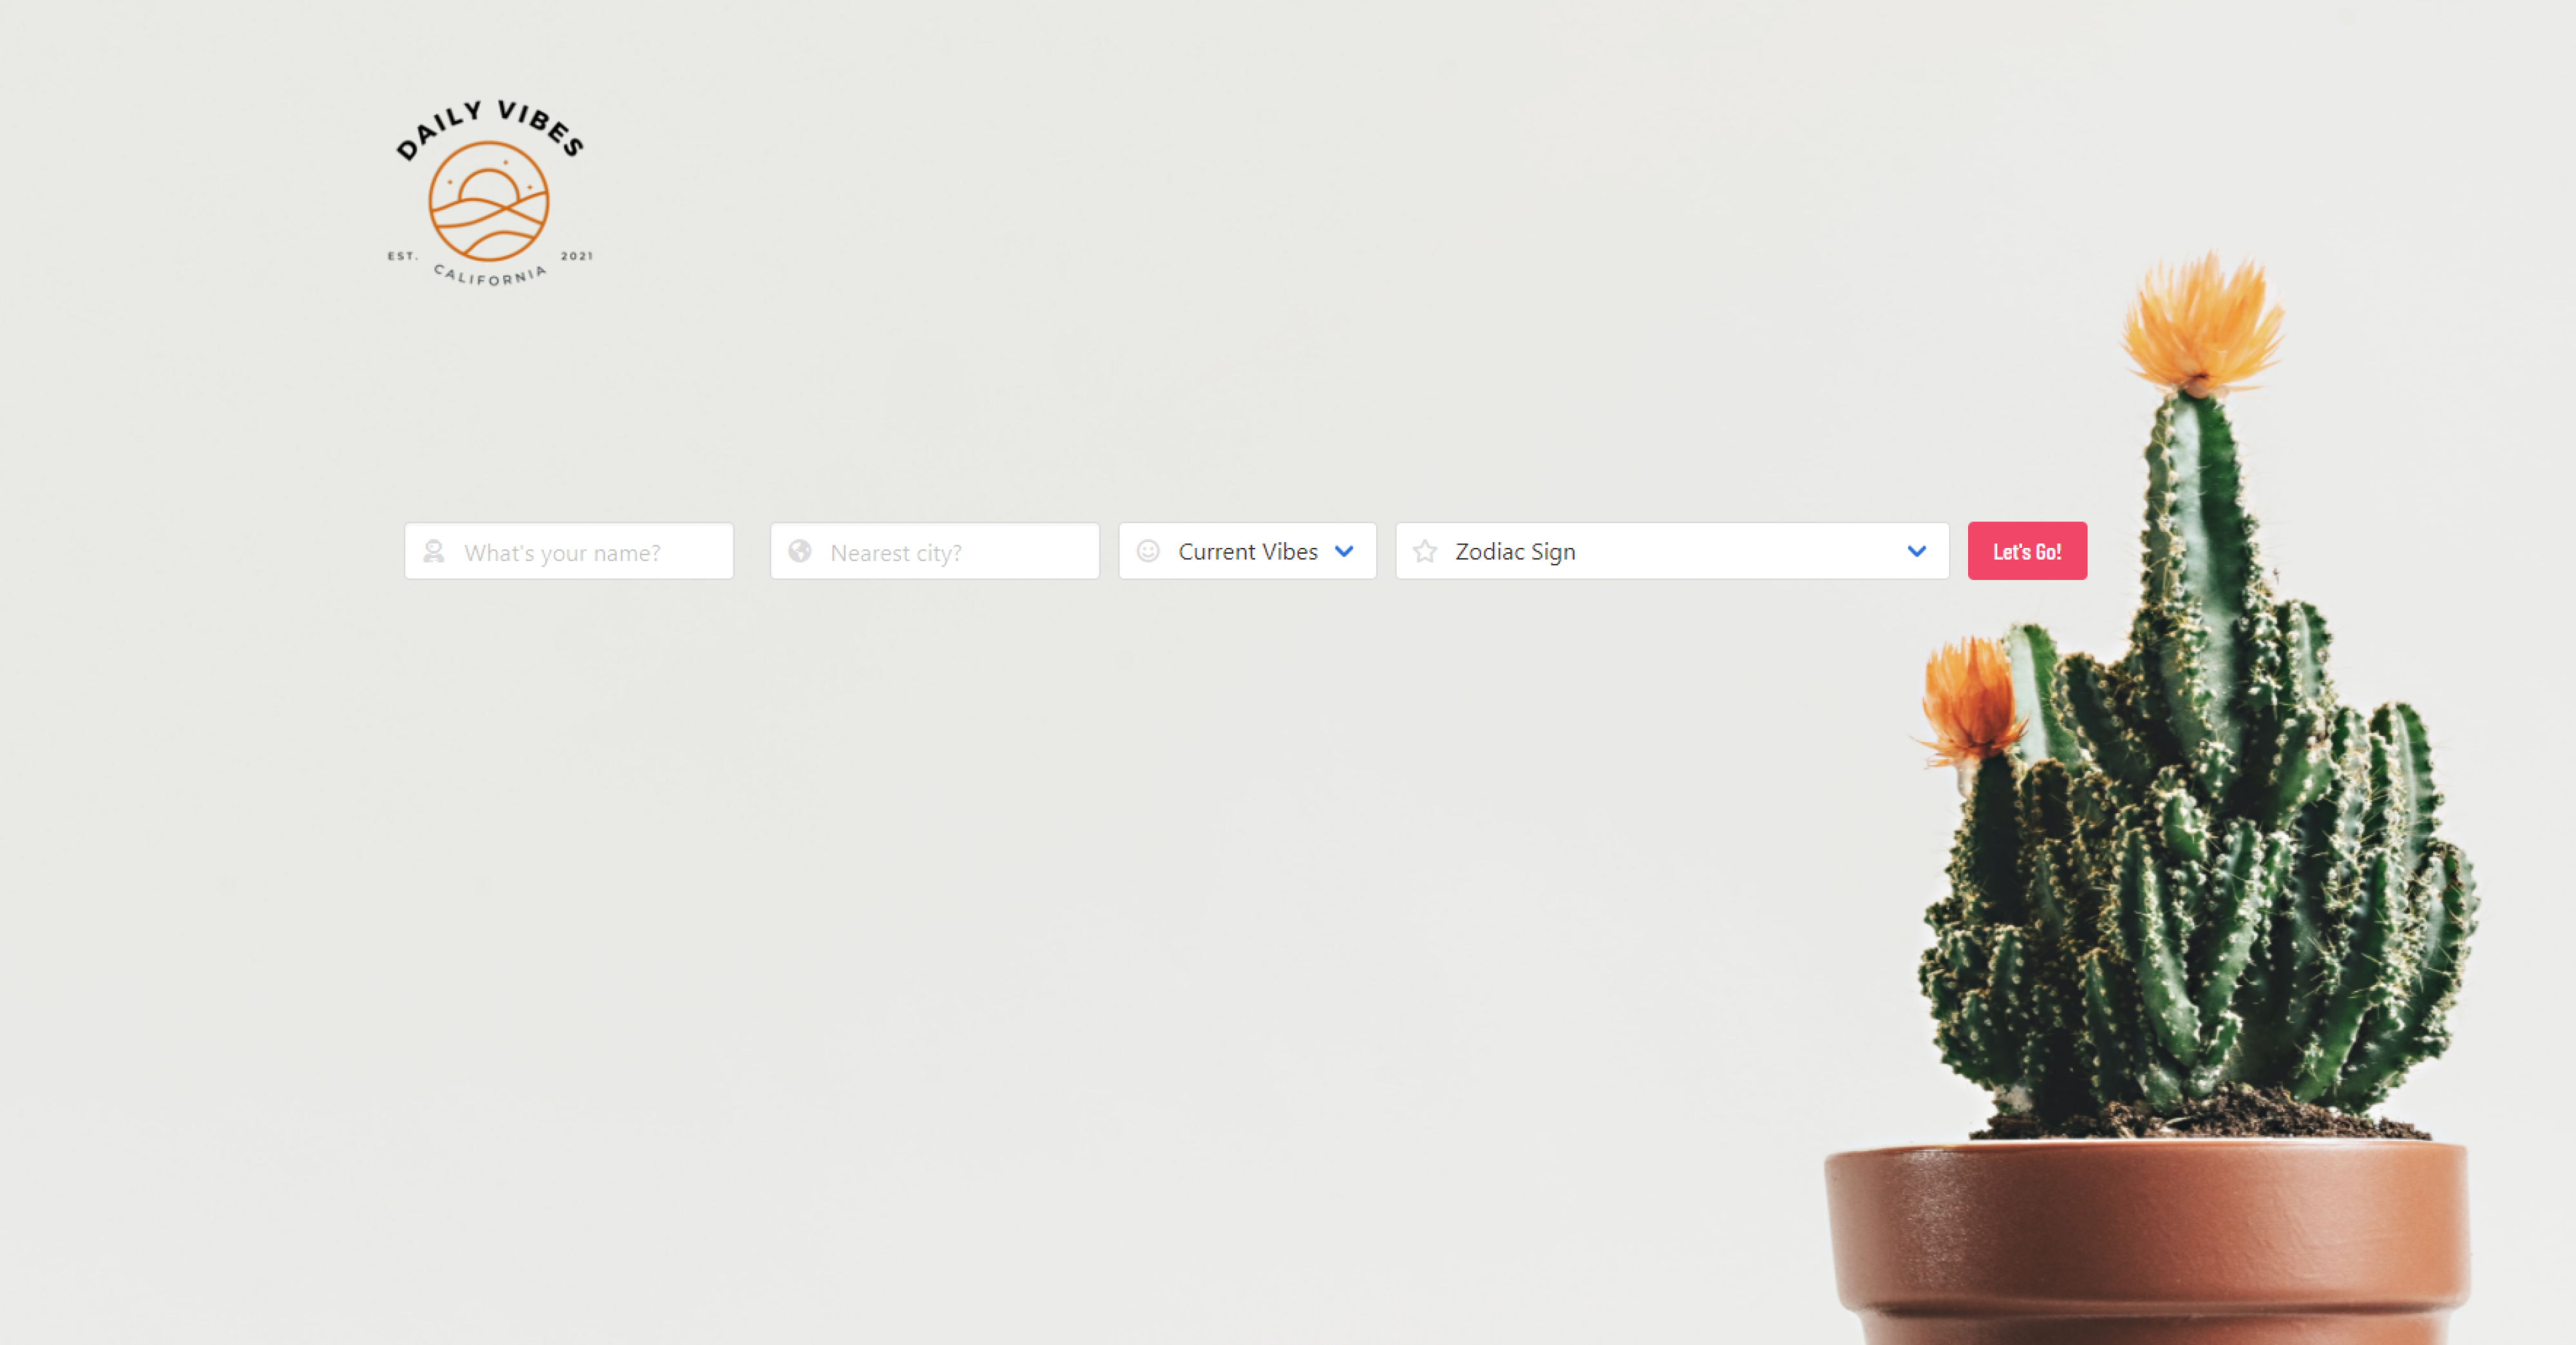 DAILY VIBES
EST.
2021
CALIFORNIA
What's your name?
Nearest city?
Current Vibes
Zodiac Sign
Let's Go!